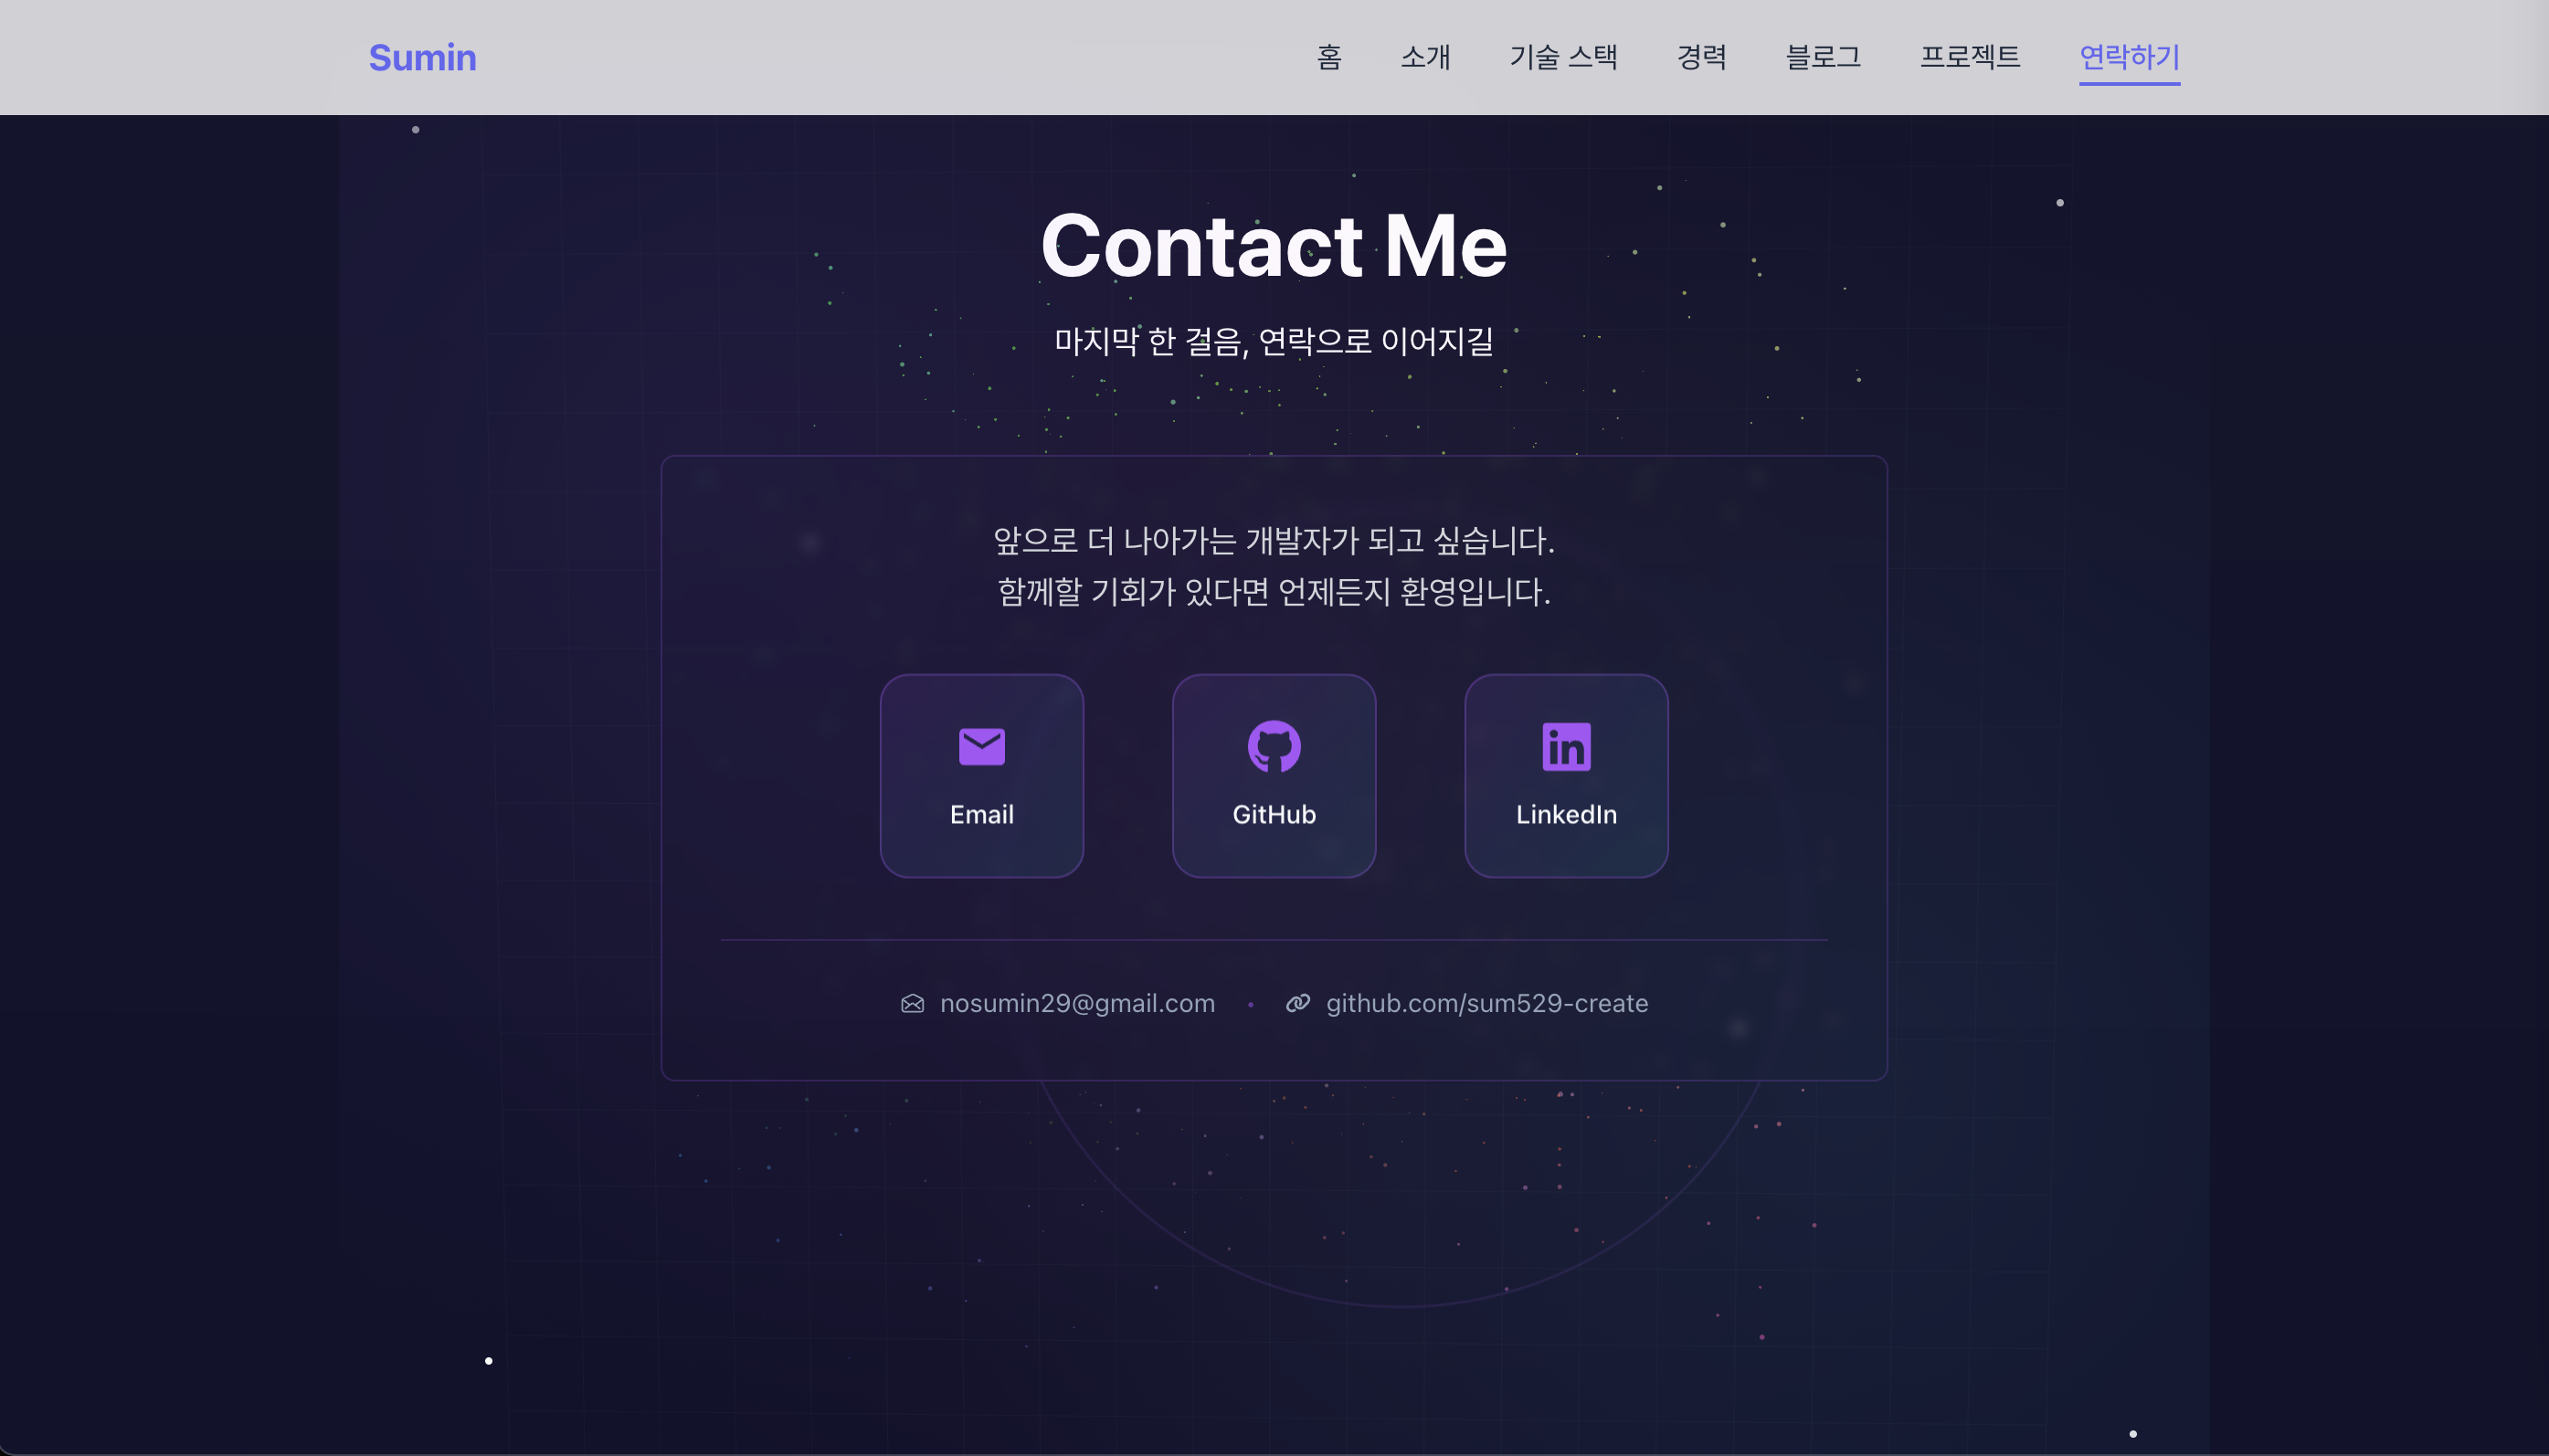 Sumin
홈 소개 기술 스택 경력 블로그 프로젝트 연락하기
Contact Me
마지막 한 걸음, 연락으로 이어지길
앞으로 더 나아가는 개발자가 되고 싶습니다.
함께할 기회가 있다면 언제든지 환영입니다.
Email GitHub LinkedIn
nosumin29@gmail.com • github.com/sum529-create